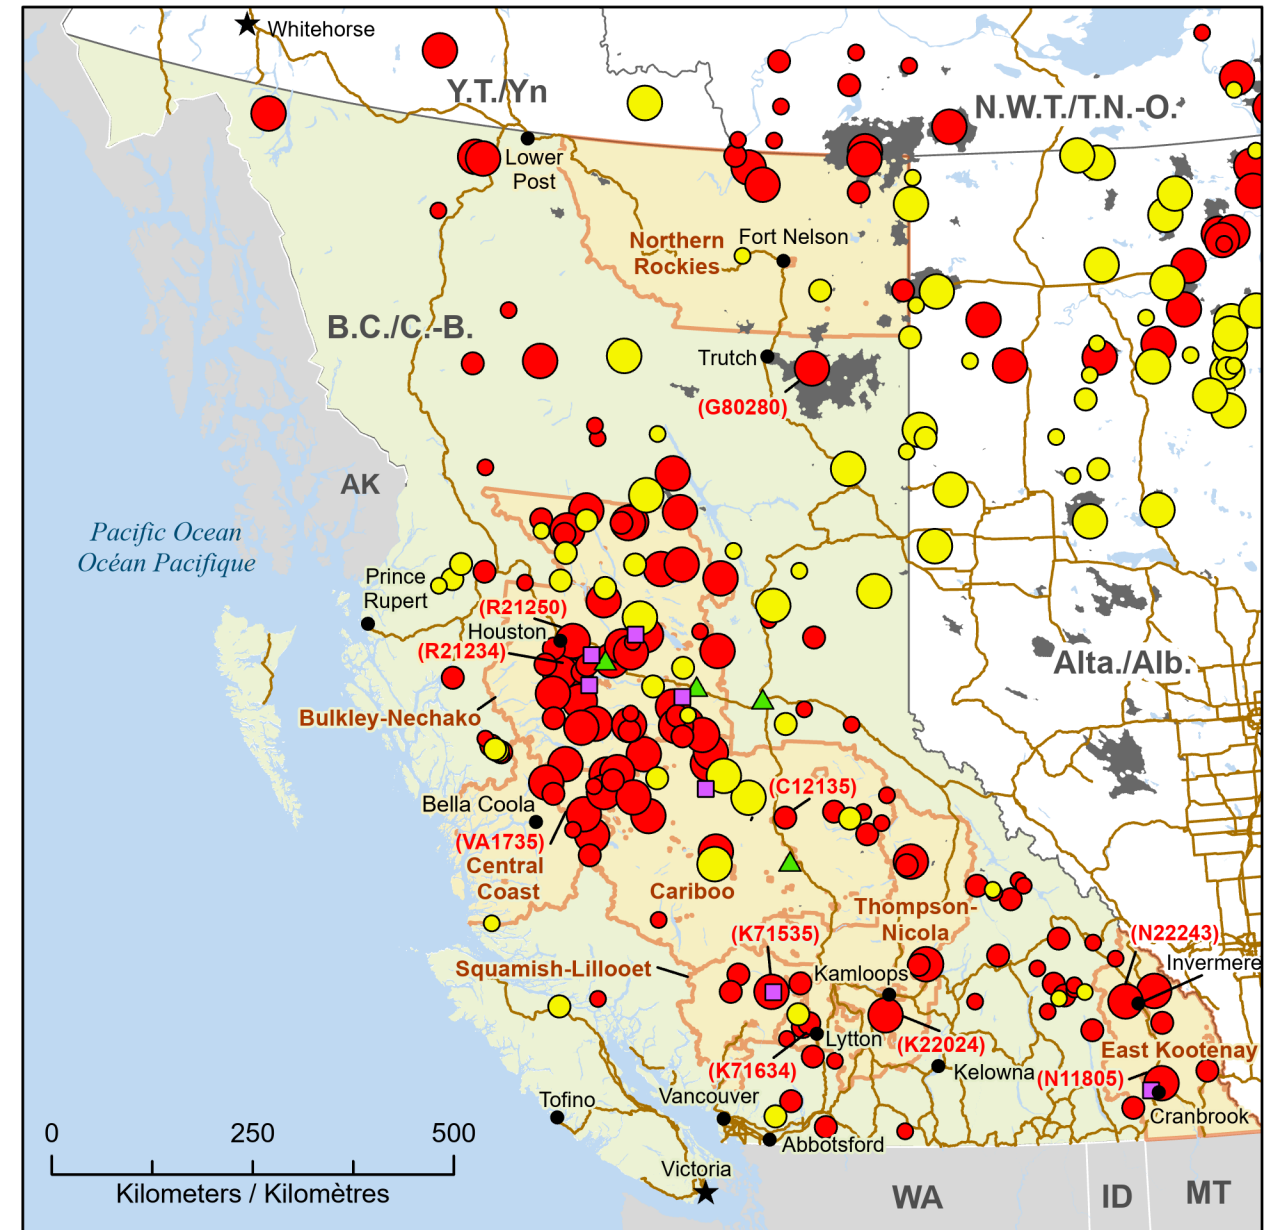 Whitehorse
Y.T./Yn
N.W.T./T.N.-O.
Lower
Post
Northern
Rockies
Fort Nelson
B.C./C.-B.
Trutch
(G80280)
AK
Pacific Ocean
Océan Pacifique
Prince
Rupert
(R21250)
Houston
(R21234)
Alta./Alb.
Bulkley-Nechako
(C12135)
Bella Coola
(VA1735)
Central
Coast
Cariboo
Thompson-
Nicola
(K71535)
(N22243)
Invermere
Squamish-Lillooet
Kamloops
Lytton
(K22024)
East Kootenay
(K71634)
Kelowna
(N11805)
Tofino
Vancouver
Cranbrook
Abbotsford
0 250 500
Kilometers / Kilomètres
Victoria
WA
ID
MT